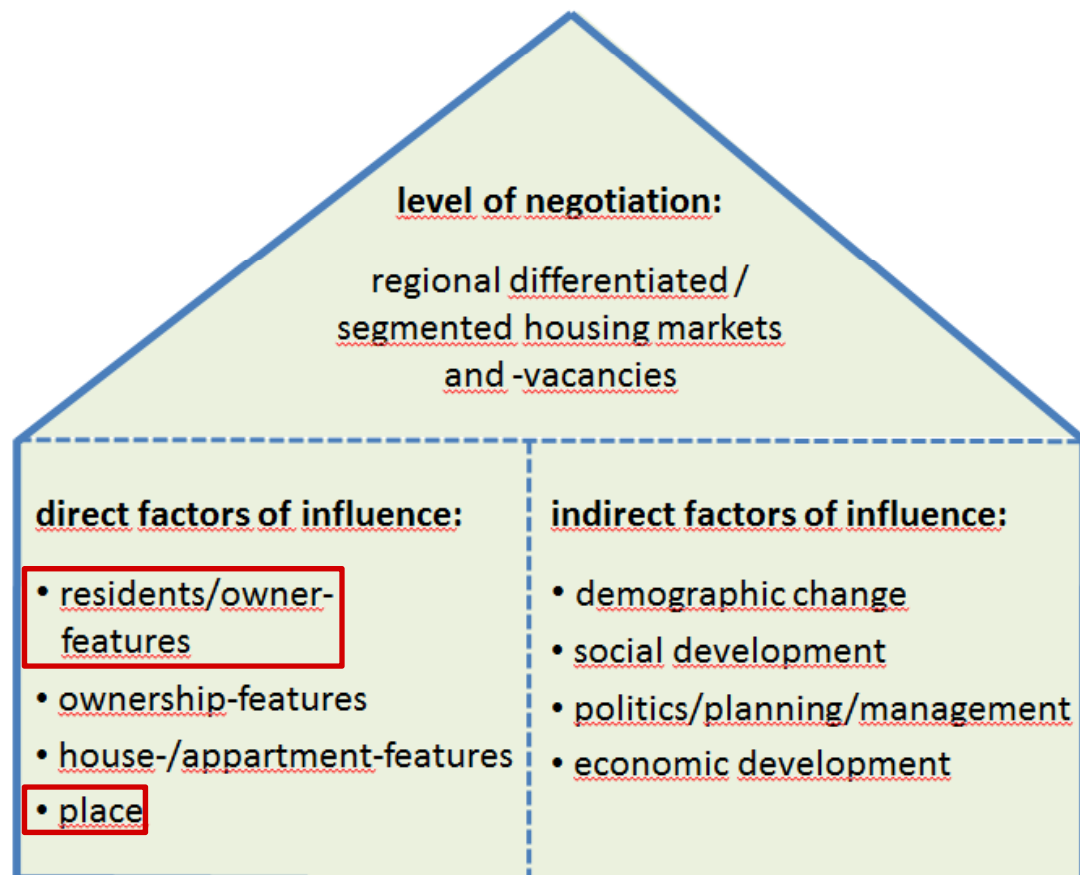 level of negotiation:
regional differentiated /
segmented housing markets
and -vacancies
direct factors of influence:
• residents/owner-
features
• ownership-features
• house-/appartment-features
• place
indirect factors of influence:
• demographic change
• social development
• politics/planning/management
• economic development